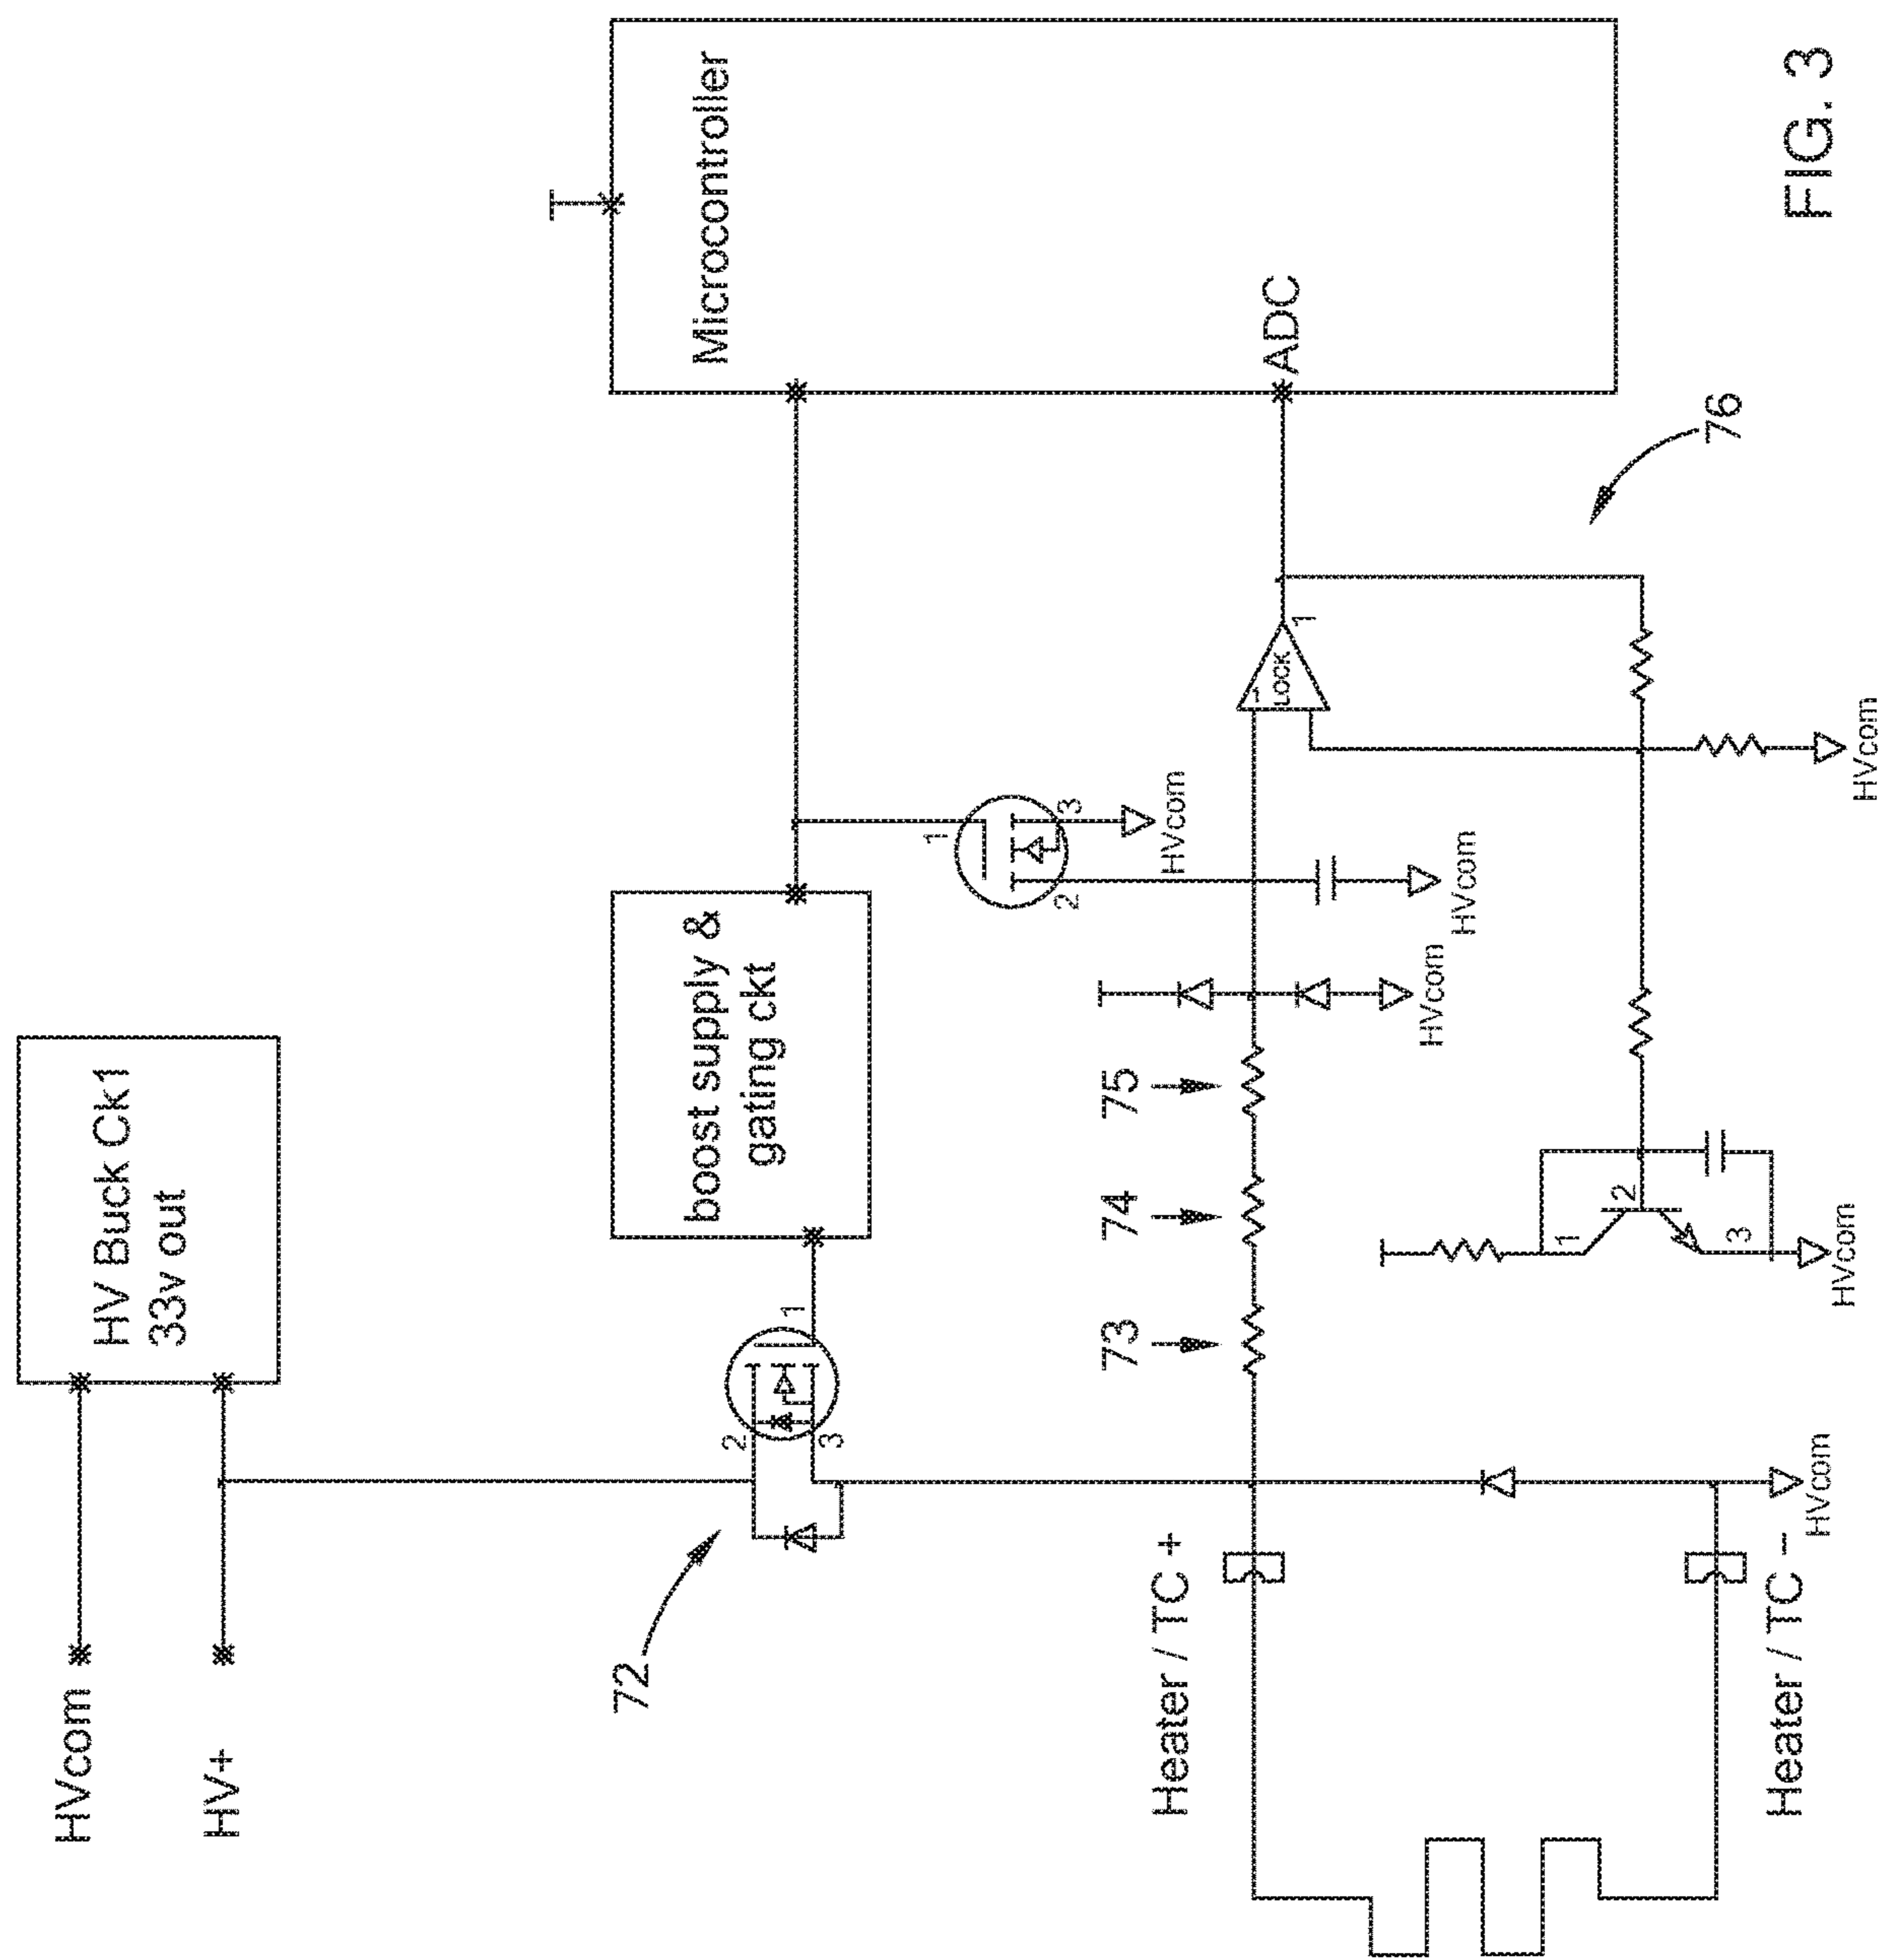 HVcom
HV+
HV Buck Ck1
33v out
72
2
3
1
boost supply &
gating ckt
Microcontroller
1
2
3
HVcom
Heater / TC +
73
74
75
HVcom
HVcom
LOCK
1
ADC
76
Heater / TC -
HVcom
1
2
3
HVcom
HVcom
FIG. 3